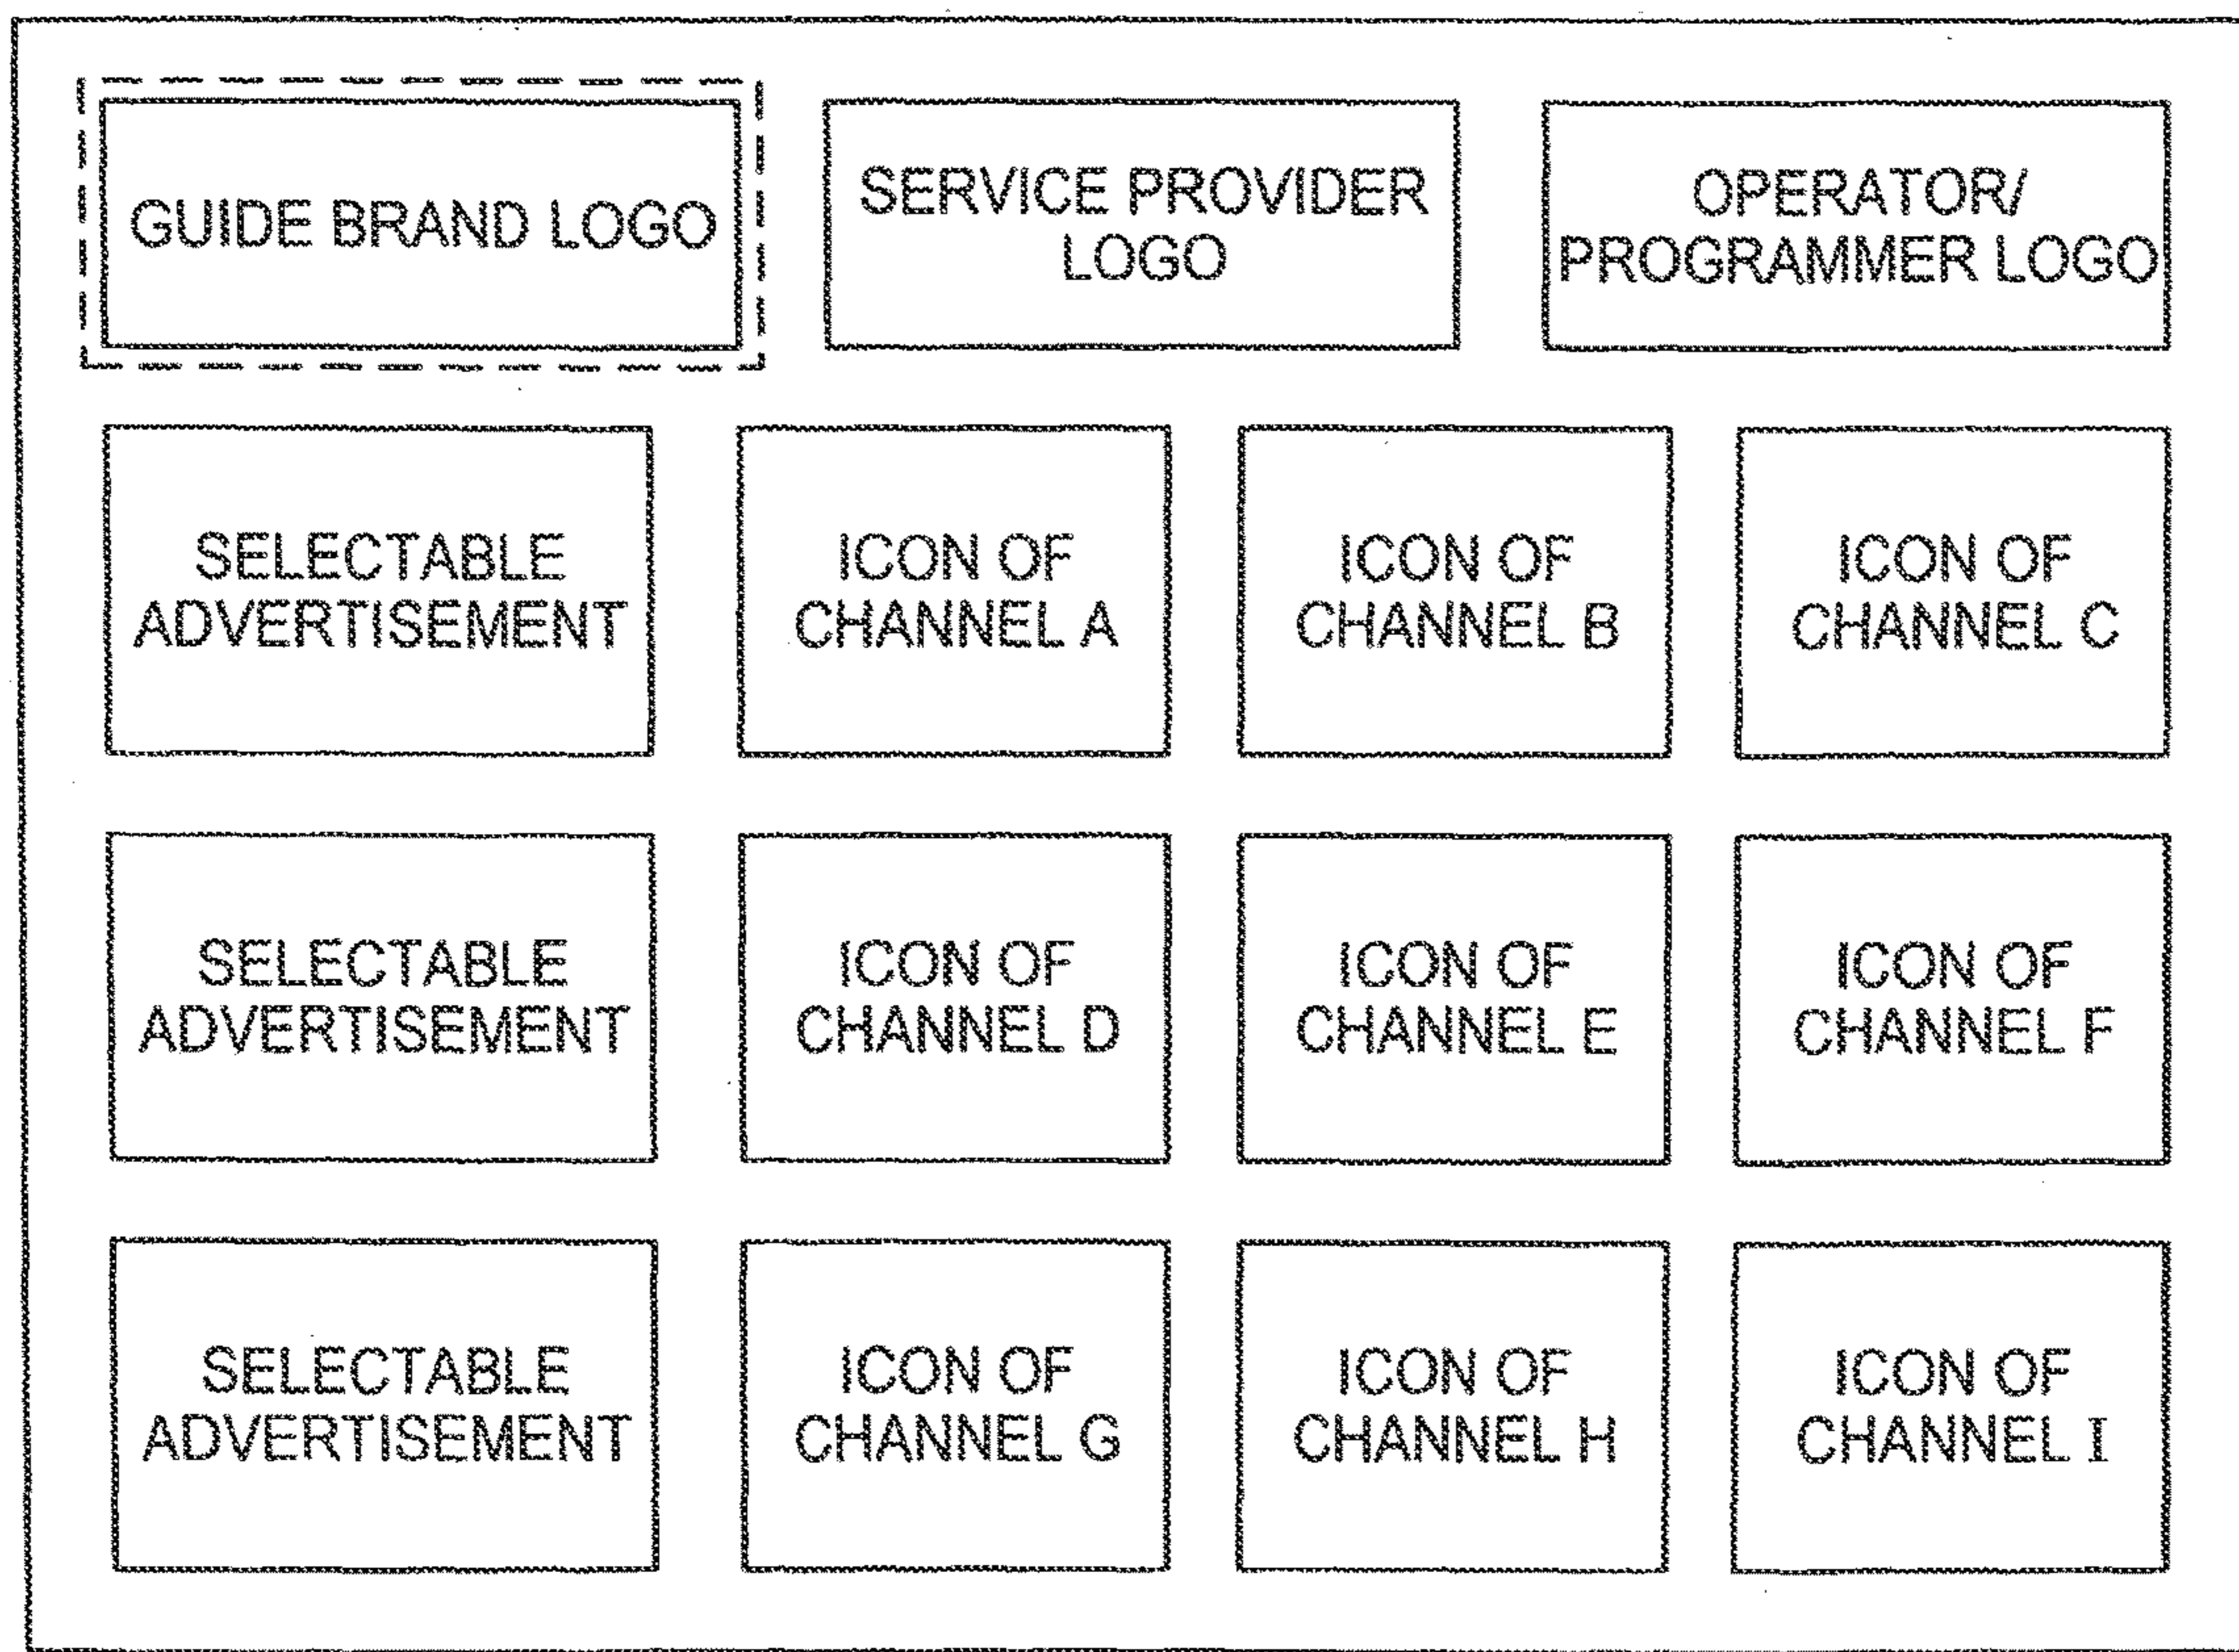 GUIDE BRAND LOGO
SERVICE PROVIDER
LOGO
OPERATOR/
PROGRAMMER LOGO
SELECTABLE
ADVERTISEMENT
ICON OF
CHANNEL A
ICON OF
CHANNEL B
ICON OF
CHANNEL C
SELECTABLE
ADVERTISEMENT
ICON OF
CHANNEL D
ICON OF
CHANNEL E
ICON OF
CHANNEL F
SELECTABLE
ADVERTISEMENT
ICON OF
CHANNEL G
ICON OF
CHANNEL H
ICON OF
CHANNEL I